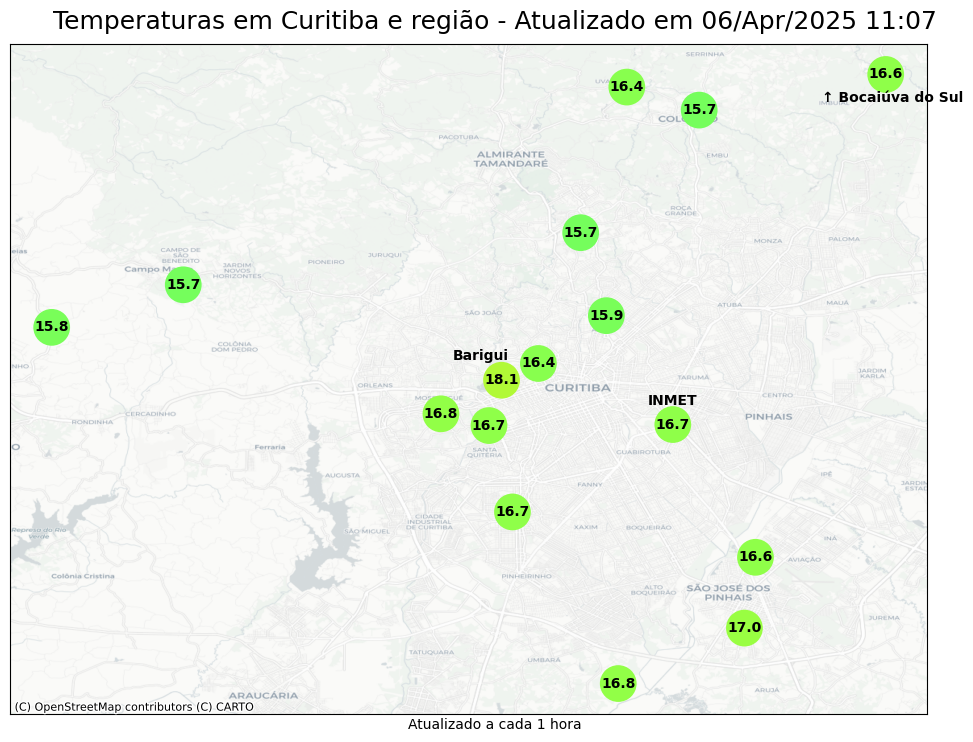 Temperaturas em Curitiba e região - Atualizado em 06/Apr/2025 11:07
SERRINHA
16.6
16.4
↑ Bocaiúva do Sul
15.7
PACOTUBA
EMBU
ALMIRANTE
TAMANDARÉ
ROÇA
GRANDE
15.7
MONZA
PALOMA
CAMPO DE
SÃO
BENEDITO
JURUQUI
PIONEIRO
Campo
JARDIM
NOVOS
HORIZONTES
15.7
ATUBA
MAUÁ
SÃO JOÃO
15.9
15.8
COLÔNIA
DOM PEDRO
Barigui
16.4
JARDIM
KARLA
18.1
TARUMÃ
ORLEANS
CURITIBA
CENTRO
INMET
16.8
CERCADINHO
PINHAIS
RONDINHA
16.7
16.7
Ferraria
SANTA
QUITÉRIA
CUABIROTUBA
AUGUSTA
IPÊ
FANNY
JARDIM
ESTAD
16.7
CIDADE
INDUSTRIAL
DE CURITIBA
SÃO MIGUEL
XAXIM
BOQUEIRÃO
Represa do Rio
Verde
INÁ
16.6
AVIAÇÃO
Colônia Cristina
PINHEIRINHO
ALTO
BOQUEIRÃO
SÃO JOSÉ DOS
PINHAIS
JUREMA
17.0
TATUQUARA
UMBARÁ
16.8
ARUJÁ
ARAUCÁRIA
(C) OpenStreetMap contributors (C) CARTO
Atualizado a cada 1 hora